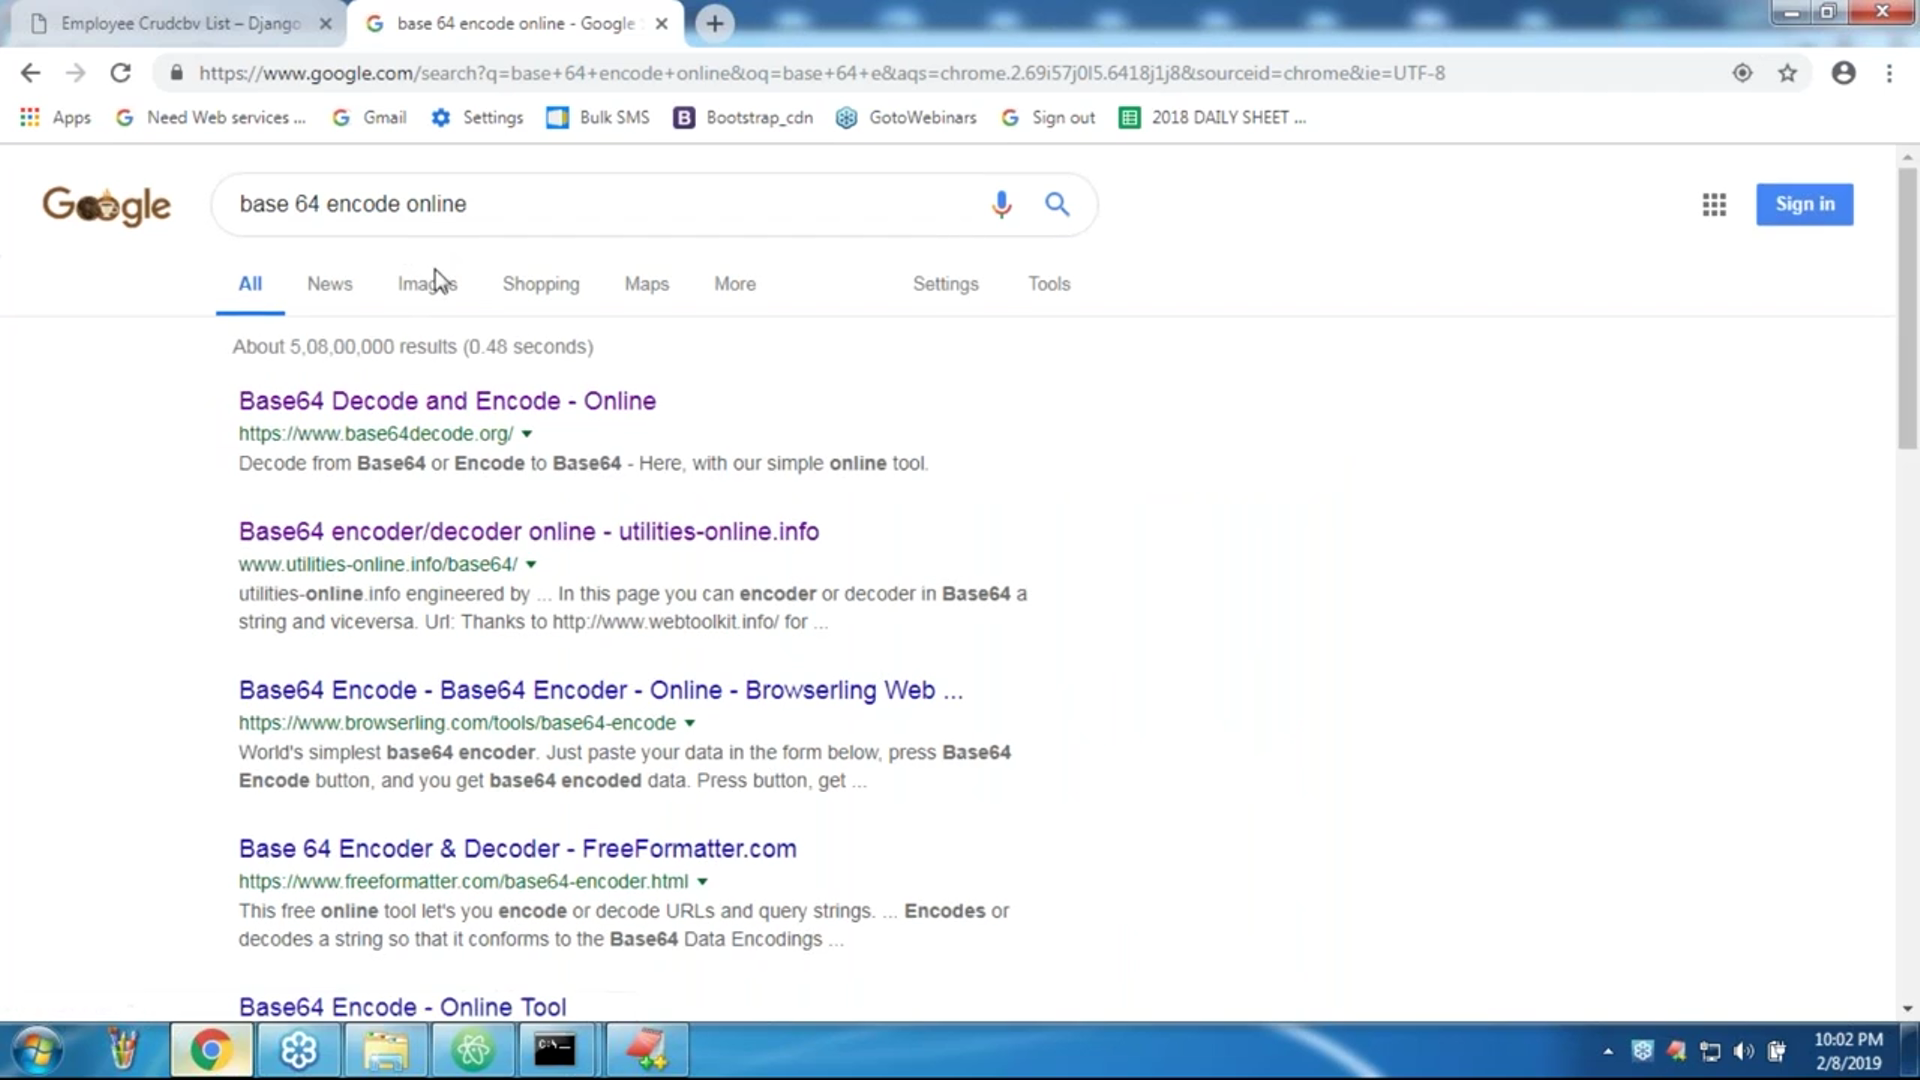 Employee Crudcbv List – Django
base 64 encode online - Google
https://www.google.com/search?q=base+64+encode+online&oq=base+64+e&aqs=chrome.2.69i57j0l5.6418j1j8&sourceid=chrome&ie=UTF-8
Apps Need Web services ... Gmail Settings Bulk SMS Bootstrap_cdn GotoWebinars Sign out 2018 DAILY SHEET ...
Google
base 64 encode online
Sign in
All News Images Shopping Maps More Settings Tools
About 5,08,00,000 results (0.48 seconds)
Base64 Decode and Encode - Online
https://www.base64decode.org/
Decode from Base64 or Encode to Base64 - Here, with our simple online tool.
Base64 encoder/decoder online - utilities-online.info
www.utilities-online.info/base64/
utilities-online.info engineered by ... In this page you can encoder or decoder in Base64 a
string and viceversa. Url: Thanks to http://www.webtoolkit.info/ for ...
Base64 Encode - Base64 Encoder - Online - Browserling Web ...
https://www.browserling.com/tools/base64-encode
World's simplest base64 encoder. Just paste your data in the form below, press Base64
Encode button, and you get base64 encoded data. Press button, get ...
Base 64 Encoder & Decoder - FreeFormatter.com
https://www.freeformatter.com/base64-encoder.html
This free online tool let's you encode or decode URLs and query strings. ... Encodes or
decodes a string so that it conforms to the Base64 Data Encodings ...
Base64 Encode - Online Tool
10:02 PM
2/8/2019